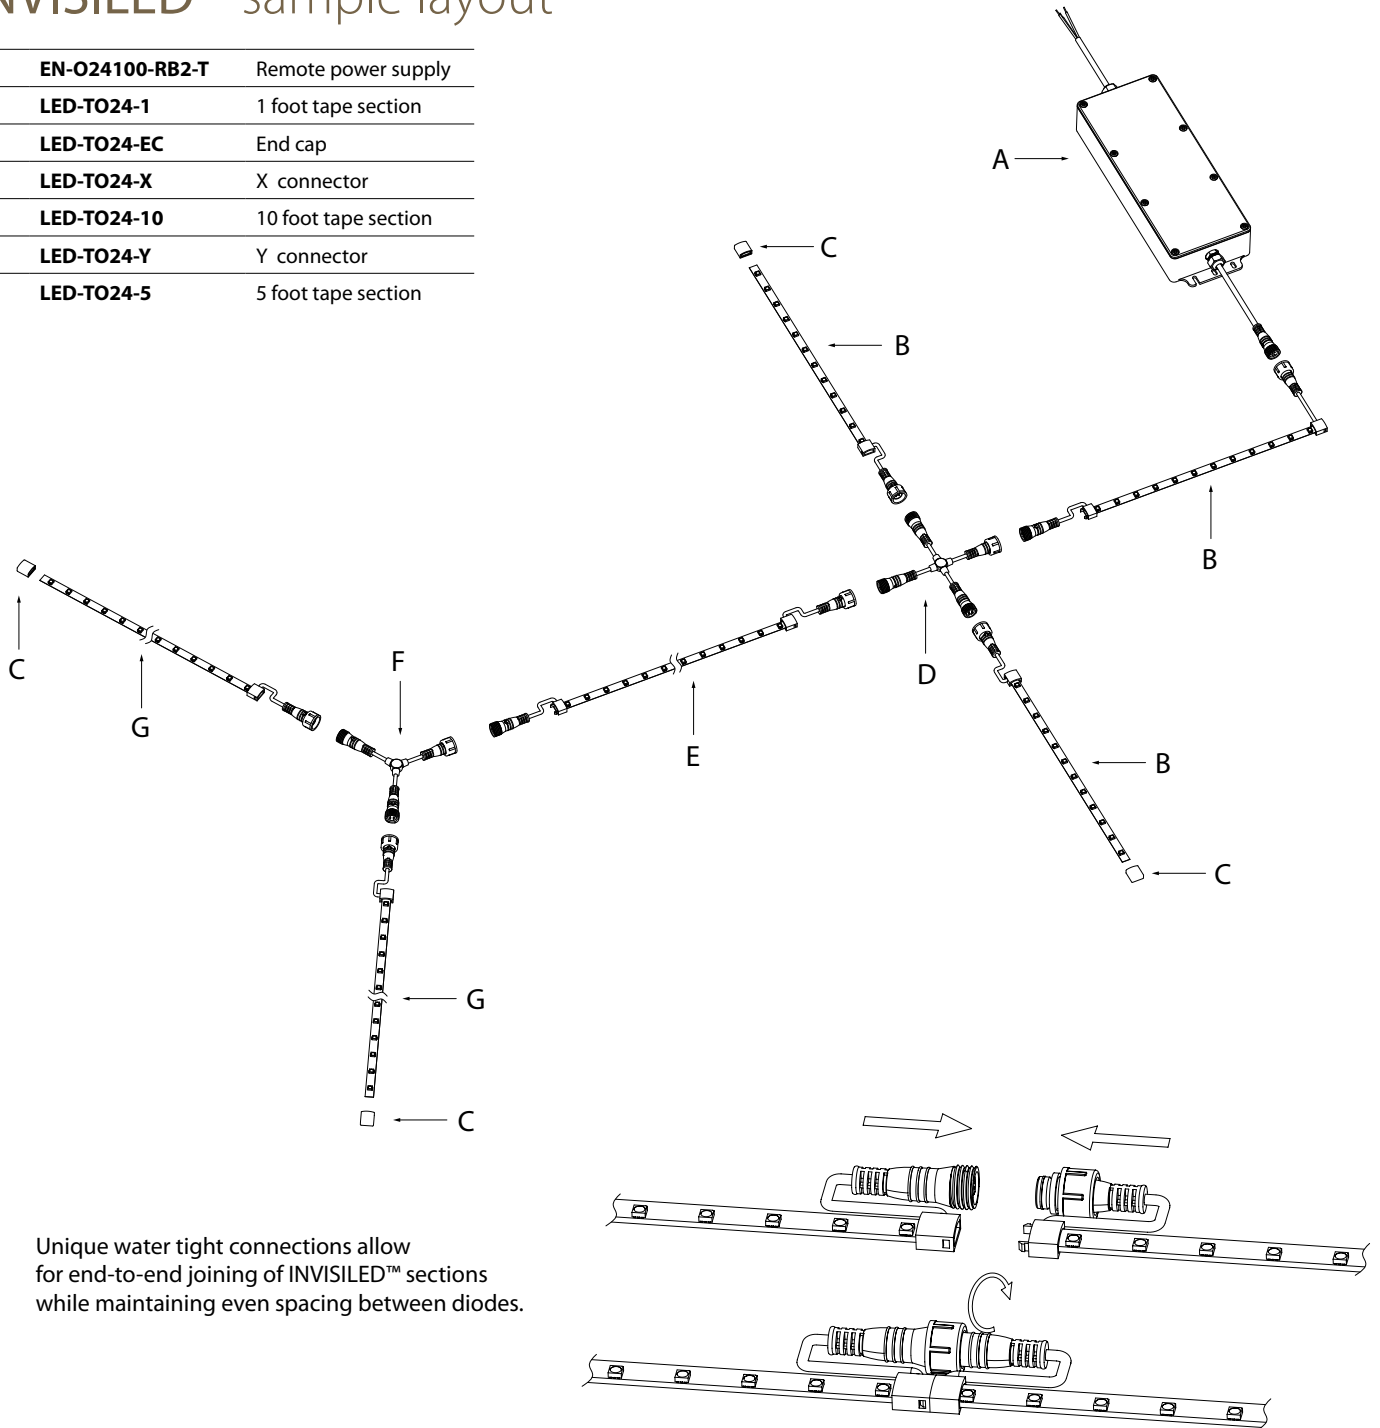 sample layout
EN-O24100-RB2-T Remote power supply
LED-TO24-1 1 foot tape section
LED-TO24-EC End cap
LED-TO24-X X connector
LED-TO24-10 10 foot tape section
LED-TO24-Y Y connector
LED-TO24-5 5 foot tape section
A
C
B
B
C
G
F
E
D
B
C
G
C
Unique water tight connections allow
for end-to-end joining of INVISILED™ sections
while maintaining even spacing between diodes.